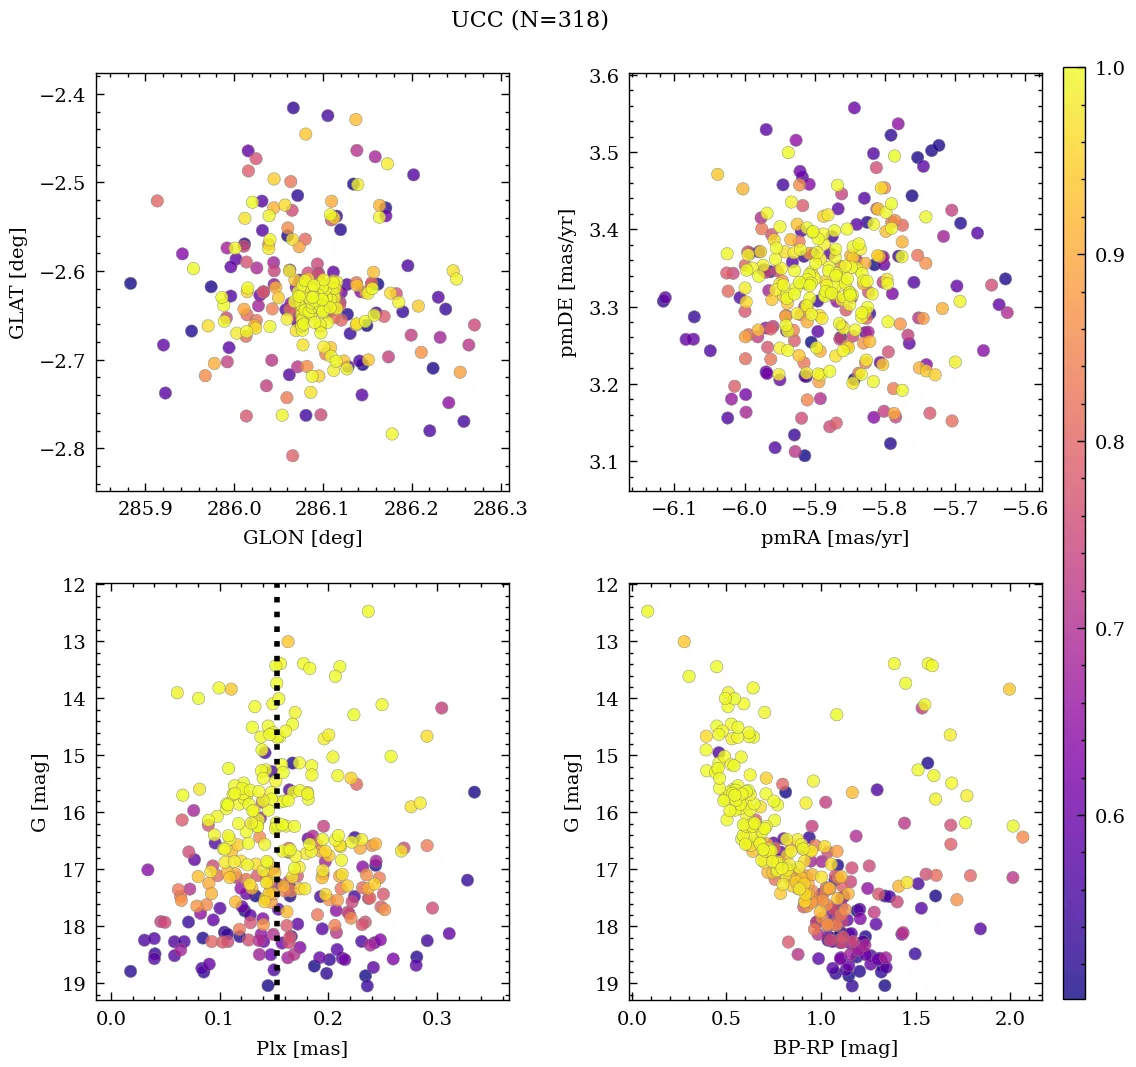 UCC (N=318)
−2.4
−2.5
−2.6
−2.7
−2.8
GLAT [deg]
285.9 286.0 286.1 286.2 286.3
GLON [deg]
3.6
3.5
3.4
3.3
3.2
3.1
pmDE [mas/yr]
−6.1 −6.0 −5.9 −5.8 −5.7 −5.6
pmRA [mas/yr]
1.0
0.9
0.8
0.7
0.6
12
13
14
15
16
17
18
19
G [mag]
0.0 0.1 0.2 0.3
Plx [mas]
12
13
14
15
16
17
18
19
G [mag]
0.0 0.5 1.0 1.5 2.0
BP-RP [mag]